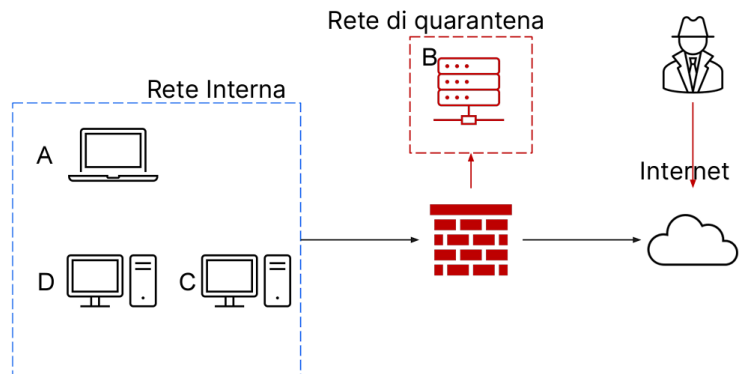 Rete di quarantena
B
Rete Interna
A
Internet
D
C